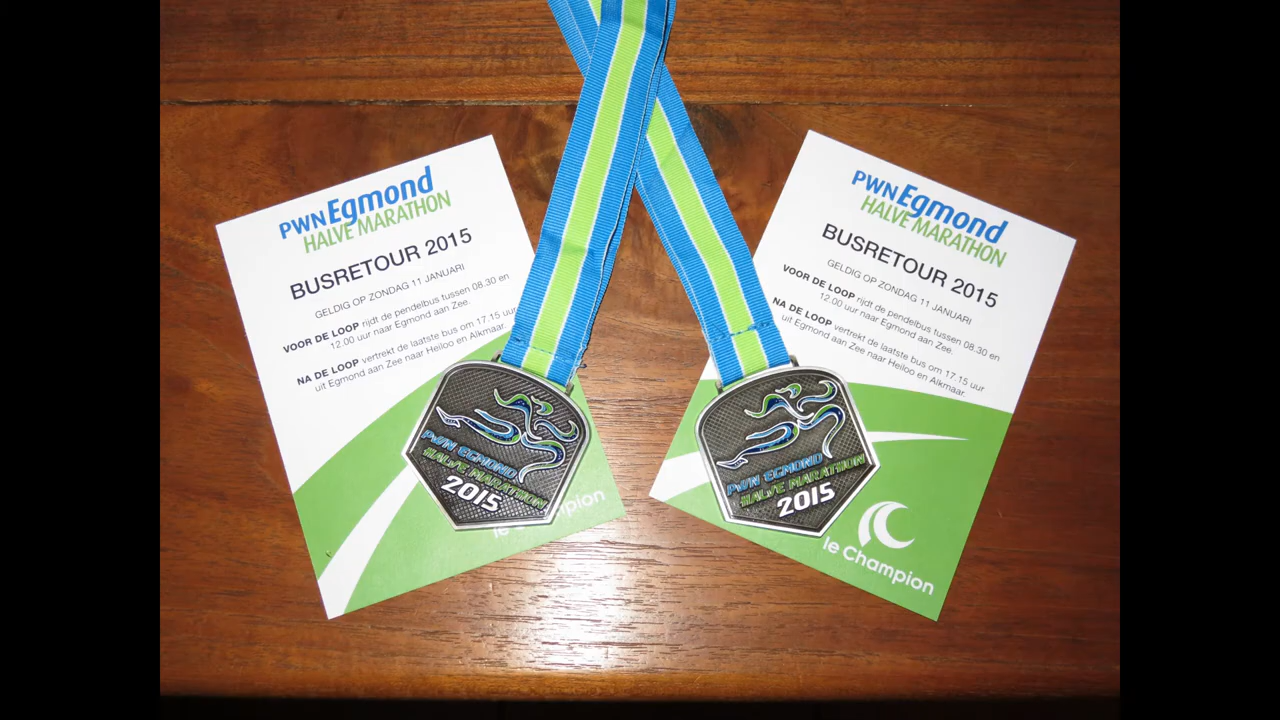 PWN Egmond
HALVE MARATHON
BUSRETOUR 2015
GELDIG OP ZONDAG 11 JANUARI
VOOR DE LOOP rijdt de pendelbus tussen 08.30 en
12.00 uur naar Egmond aan Zee.
NA DE LOOP vertrekt de laatste bus om 17.15 uur
uit Egmond aan Zee naar Heiloo en Alkmaar.
le Champion
PWN EGMOND
HALVE MARATHON
2015
PWN Egmond
HALVE MARATHON
BUSRETOUR 2015
GELDIG OP ZONDAG 11 JANUARI
VOOR DE LOOP rijdt de pendelbus tussen 08.30 en
12.00 uur naar Egmond aan Zee.
NA DE LOOP vertrekt de laatste bus om 17.15 uur
uit Egmond aan Zee naar Heiloo en Alkmaar.
PWN EGMOND
HALVE MARATHON
2015
le Champion